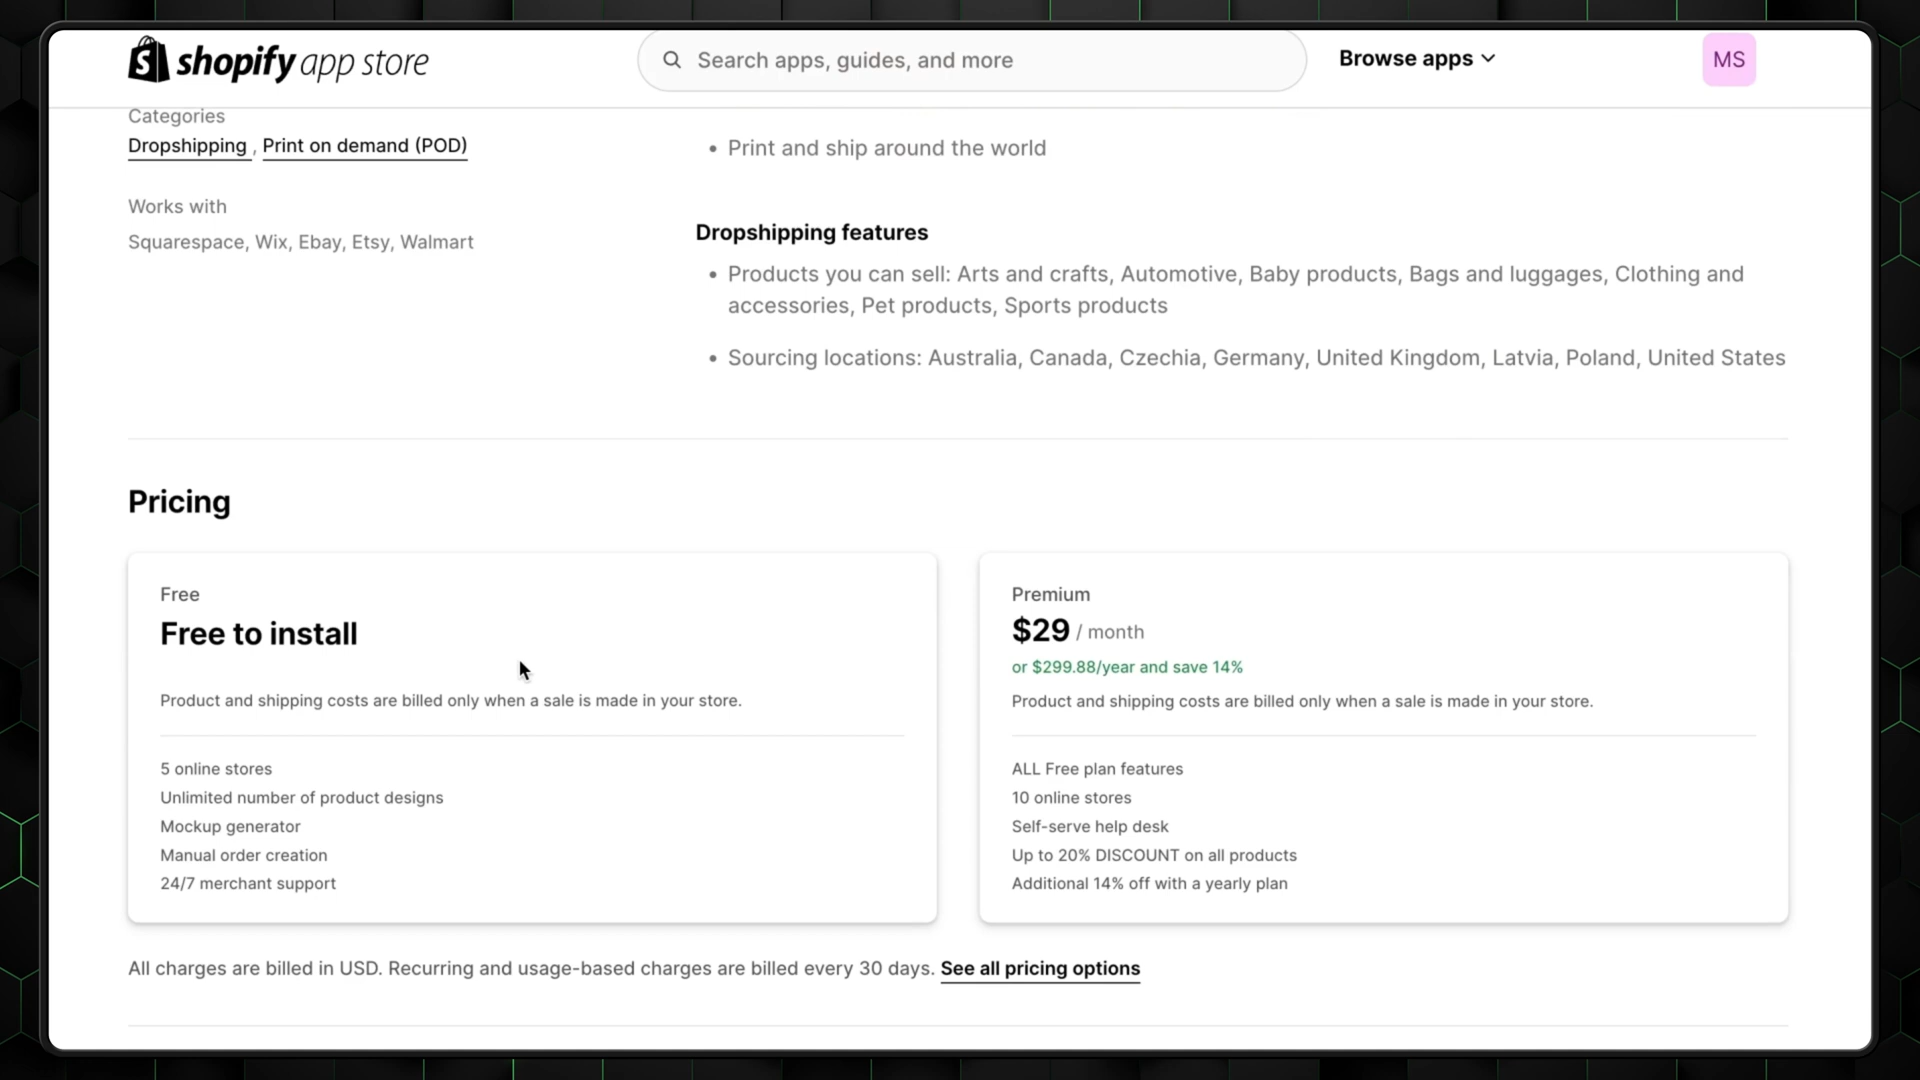 shopify app store
Search apps, guides, and more
Browse apps
MS
Categories
Dropshipping , Print on demand (POD)
Works with
Squarespace, Wix, Ebay, Etsy, Walmart
• Print and ship around the world
Dropshipping features
• Products you can sell: Arts and crafts, Automotive, Baby products, Bags and luggages, Clothing and
accessories, Pet products, Sports products
• Sourcing locations: Australia, Canada, Czechia, Germany, United Kingdom, Latvia, Poland, United States
Pricing
Free
Free to install
Product and shipping costs are billed only when a sale is made in your store.
5 online stores
Unlimited number of product designs
Mockup generator
Manual order creation
24/7 merchant support
Premium
$29 / month
or $299.88/year and save 14%
Product and shipping costs are billed only when a sale is made in your store.
ALL Free plan features
10 online stores
Self-serve help desk
Up to 20% DISCOUNT on all products
Additional 14% off with a yearly plan
All charges are billed in USD. Recurring and usage-based charges are billed every 30 days. See all pricing options